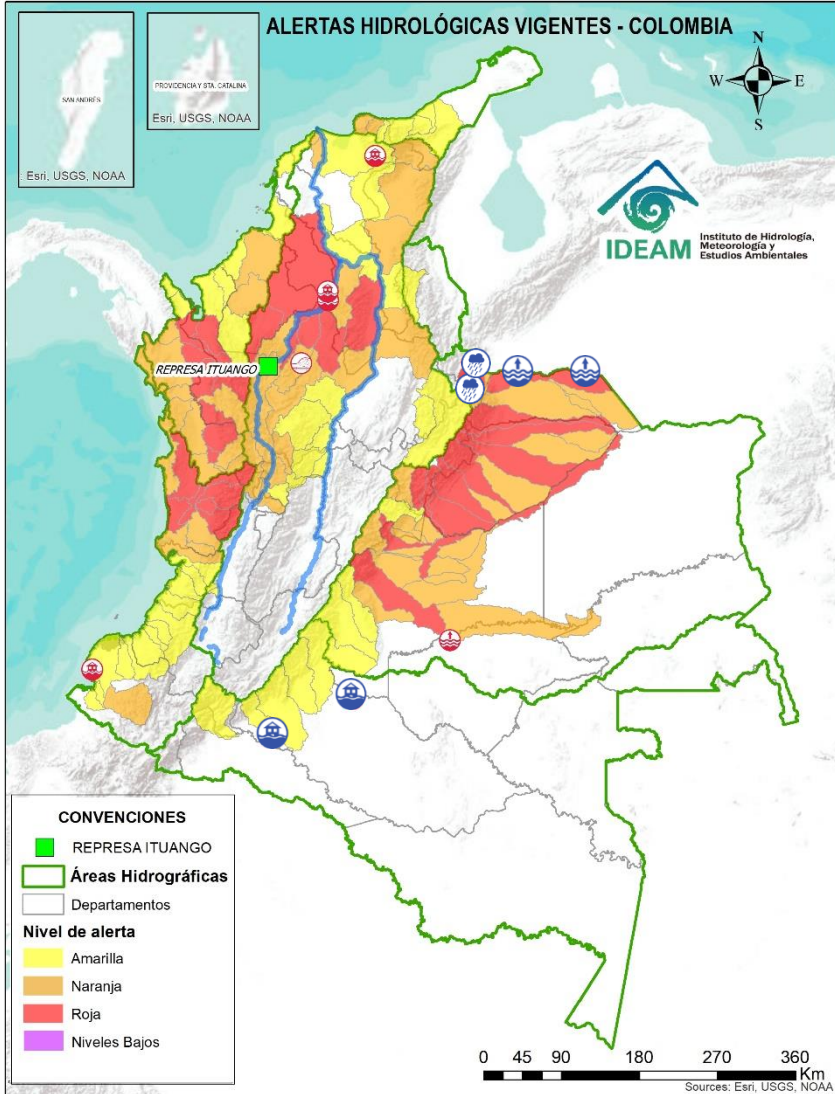 ALERTAS HIDROLÓGICAS VIGENTES - COLOMBIA
N
W
E
S
SAN ANDRÉS
Esri, USGS, NOAA
PROVIDENCIA Y STA. CATALINA
Esri, USGS, NOAA
IDEAM
Instituto de Hidrología,
Meteorología y
Estudios Ambientales
REPRESA ITUANGO
CONVENCIONES
REPRESA ITUANGO
Áreas Hidrográficas
Departamentos
Nivel de alerta
Amarilla
Naranja
Roja
Niveles Bajos
0 45 90 180 270 360
Km
Sources: Esri, USGS, NOAA